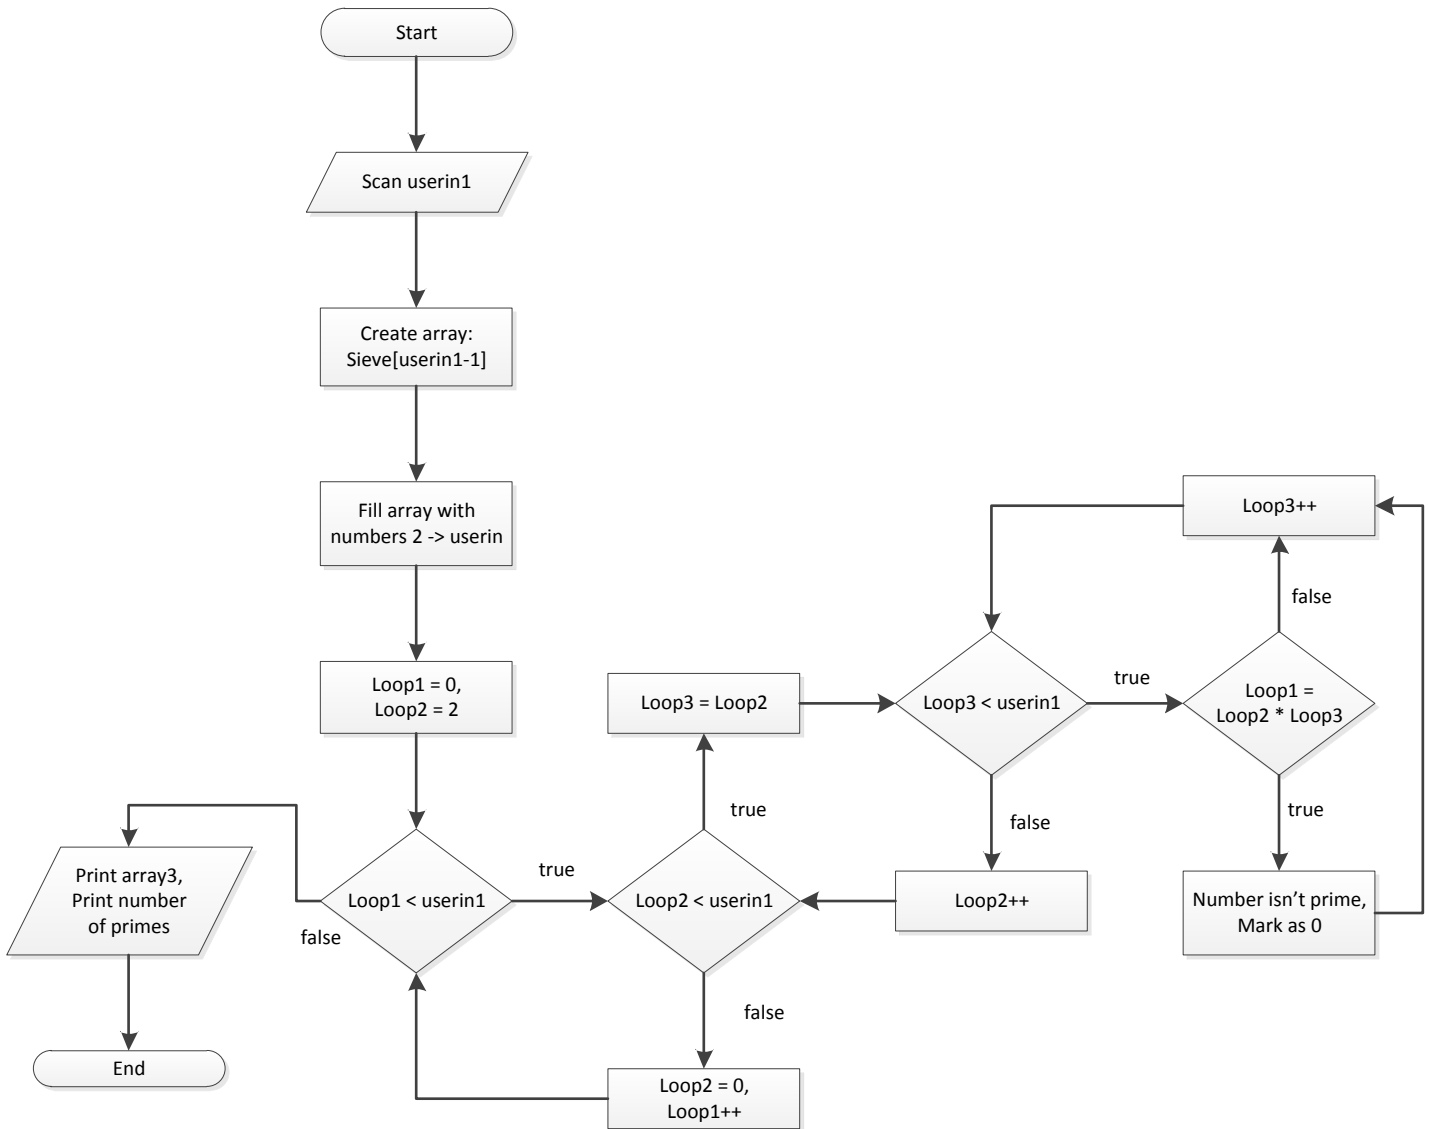 Start
Scan userin1
Create array:
Sieve[userin1-1]
Fill array with
numbers 2 -> userin
Loop1 = 0,
Loop2 = 2
Loop1 < userin1
false
Print array3,
Print number
of primes
End
true
Loop2 < userin1
true
Loop3 = Loop2
false
Loop2 = 0,
Loop1++
Loop3 < userin1
false
Loop2++
true
Loop1 =
Loop2 * Loop3
false
Loop3++
true
Number isn’t prime,
Mark as 0